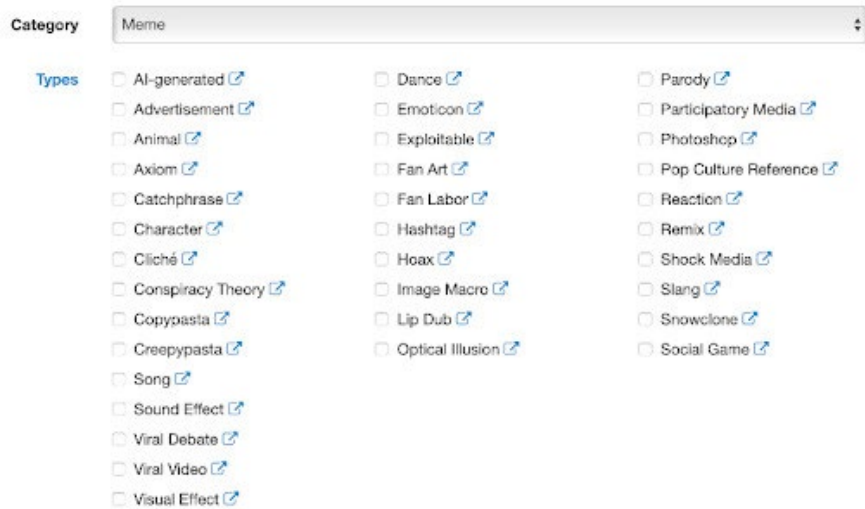 Category Meme
Types AI-generated Dance Parody
Advertisement Emoticon Participatory Media
Animal Exploitable Photoshop
Axiom Fan Art Pop Culture Reference
Catchphrase Fan Labor Reaction
Character Hashtag Remix
Cliché Hoax Shock Media
Conspiracy Theory Image Macro Slang
Copypasta Lip Dub Snowclone
Creepypasta Optical Illusion Social Game
Song
Sound Effect
Viral Debate
Viral Video
Visual Effect